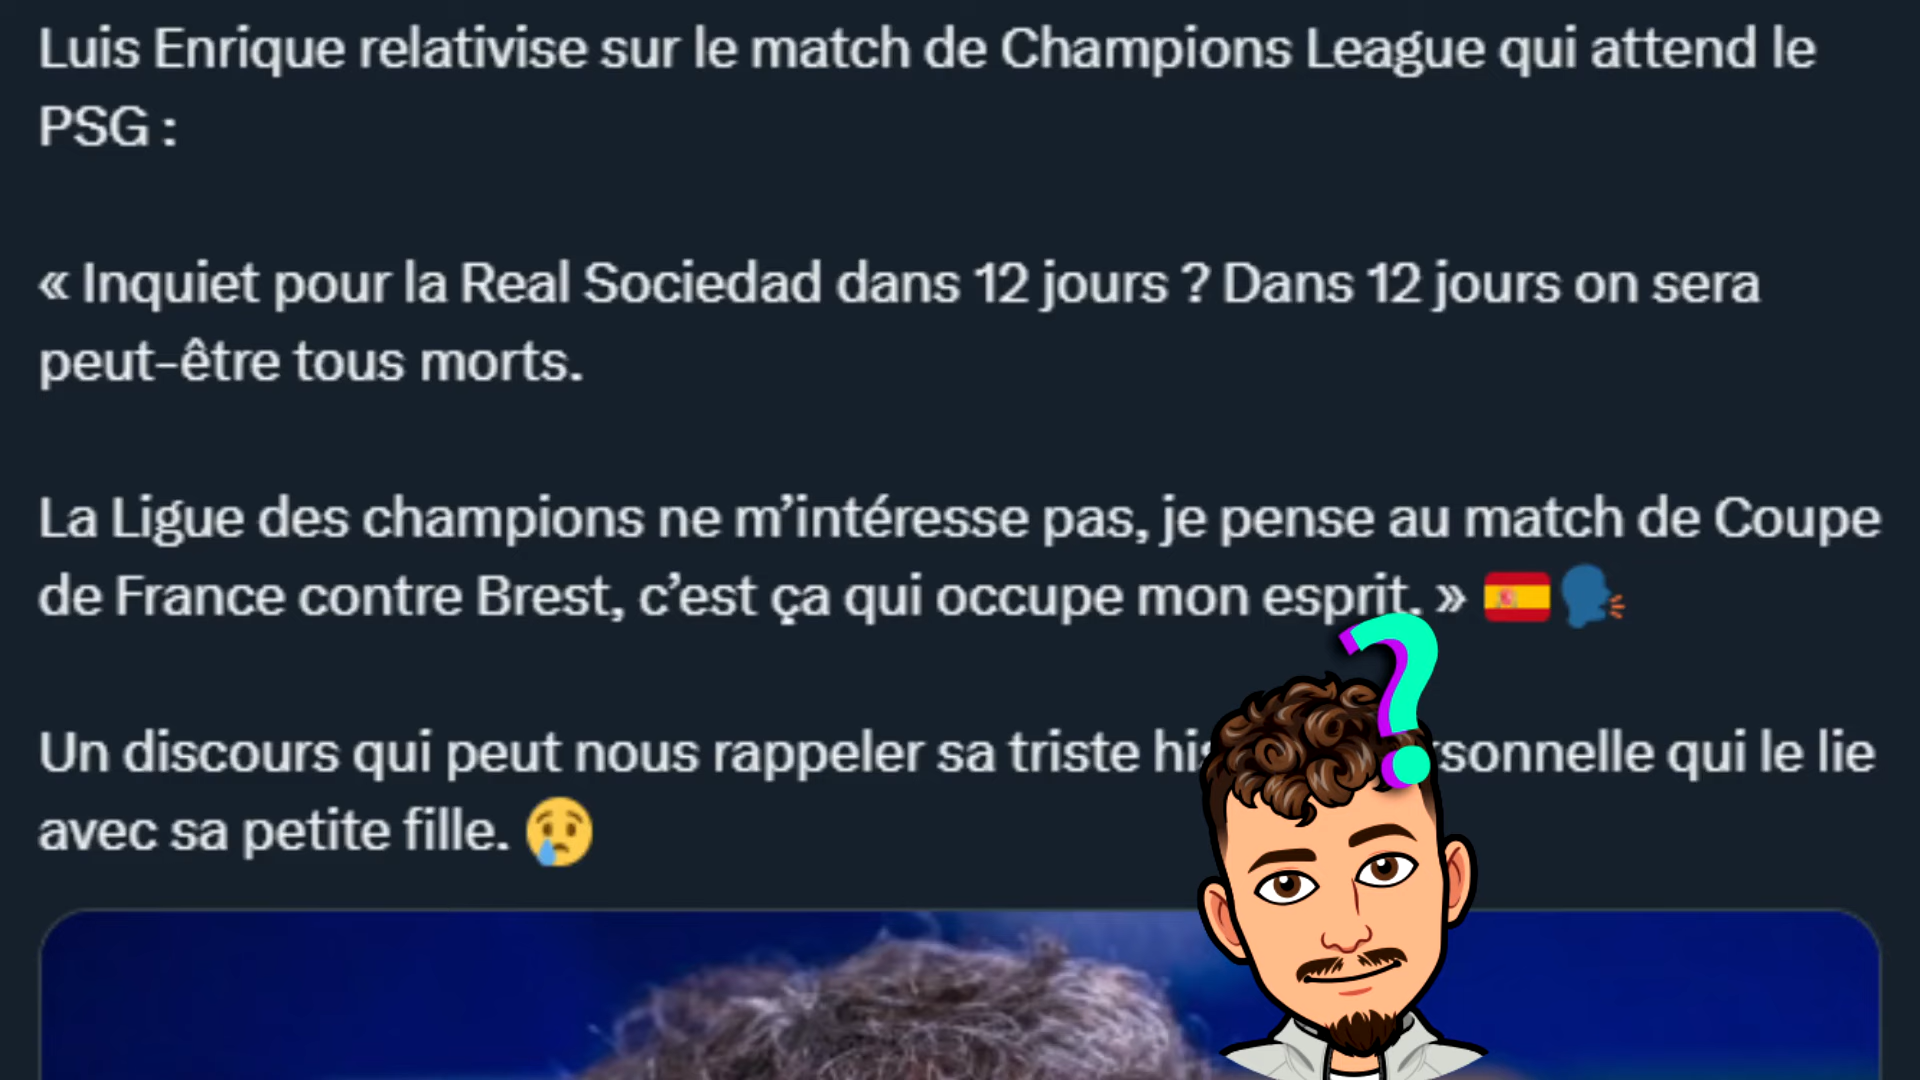 Luis Enrique relativise sur le match de Champions League qui attend le
PSG :
« Inquiet pour la Real Sociedad dans 12 jours ? Dans 12 jours on sera
peut-être tous morts.
La Ligue des champions ne m’intéresse pas, je pense au match de Coupe
de France contre Brest, c’est ça qui occupe mon esprit. »
Un discours qui peut nous rappeler sa triste qui le lie
avec sa petite fille.
?